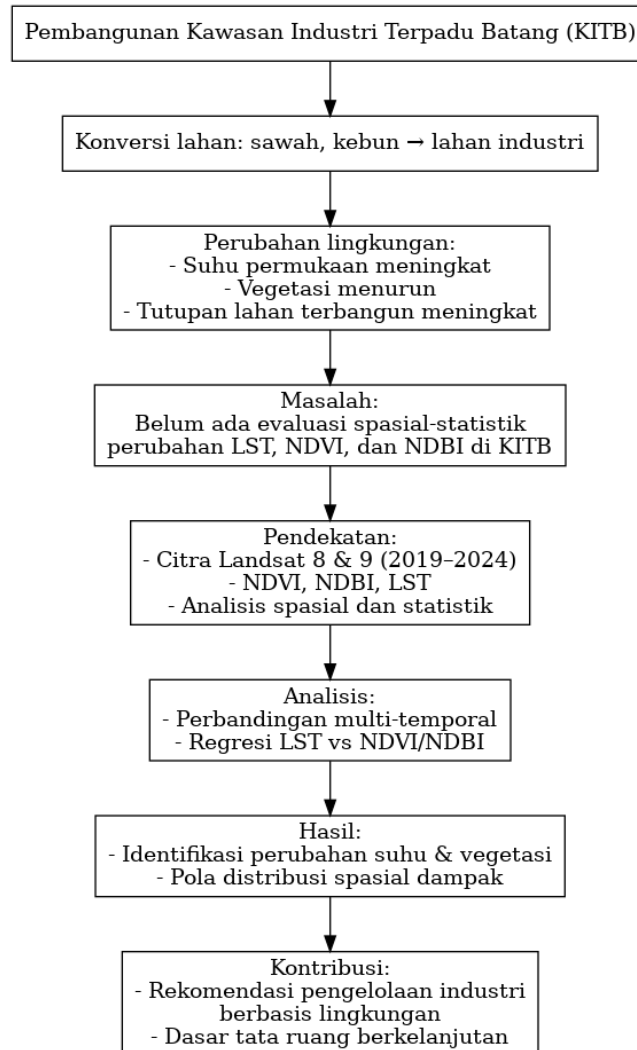 Pembangunan Kawasan Industri Terpadu Batang (KITB)
Konversi lahan: sawah, kebun → lahan industri
Perubahan lingkungan:
- Suhu permukaan meningkat
- Vegetasi menurun
- Tutupan lahan terbangun meningkat
Masalah:
Belum ada evaluasi spasial-statistik
perubahan LST, NDVI, dan NDBI di KITB
Pendekatan:
- Citra Landsat 8 & 9 (2019–2024)
- NDVI, NDBI, LST
- Analisis spasial dan statistik
Analisis:
- Perbandingan multi-temporal
- Regresi LST vs NDVI/NDBI
Hasil:
- Identifikasi perubahan suhu & vegetasi
- Pola distribusi spasial dampak
Kontribusi:
- Rekomendasi pengelolaan industri
berbasis lingkungan
- Dasar tata ruang berkelanjutan